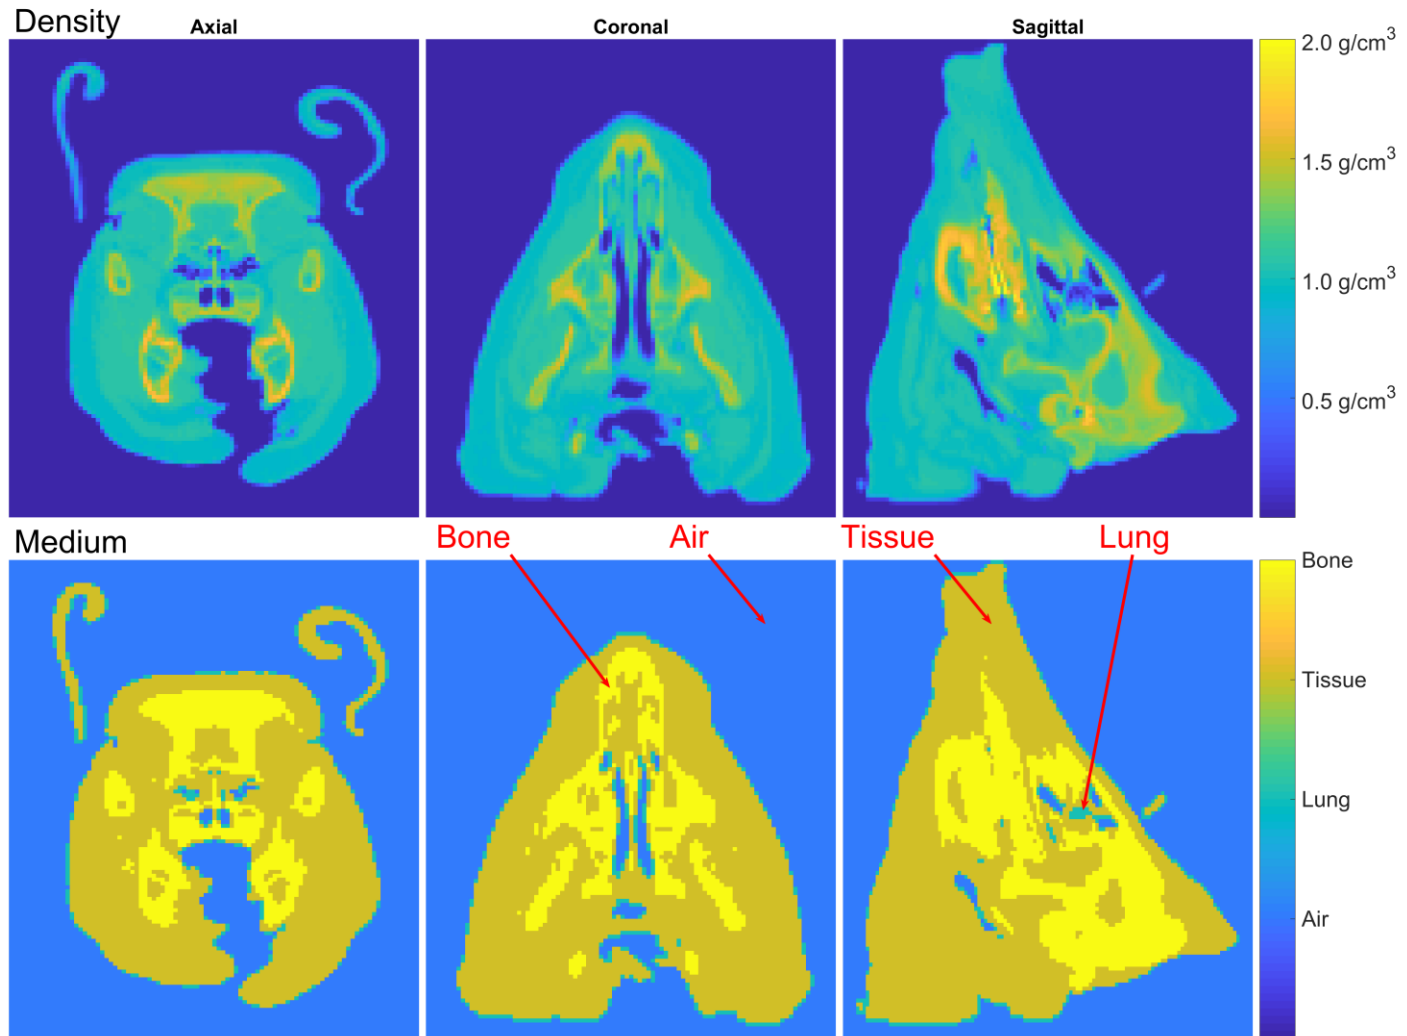 Density
Axial
Coronal
Sagittal
2.0 g/cm³
1.5 g/cm³
1.0 g/cm³
0.5 g/cm³
Medium
Bone
Air
Tissue
Lung
Bone
Tissue
Lung
Air